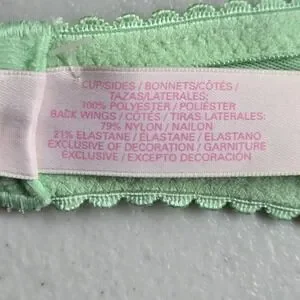 CUP/SIDES / BONNETS/CÔTÉS /
TAZAS/LATERALES:
100% POLYESTER / POLIÉSTER
BACK WINGS / CÔTÉS / TIRAS LATERALES:
79% NYLON / NAILON
21% ELASTANE / ÉLASTANE / ELASTANO
EXCLUSIVE OF DECORATION / GARNITURE
EXCLUSIVE / EXCEPTO DECORACIÓN